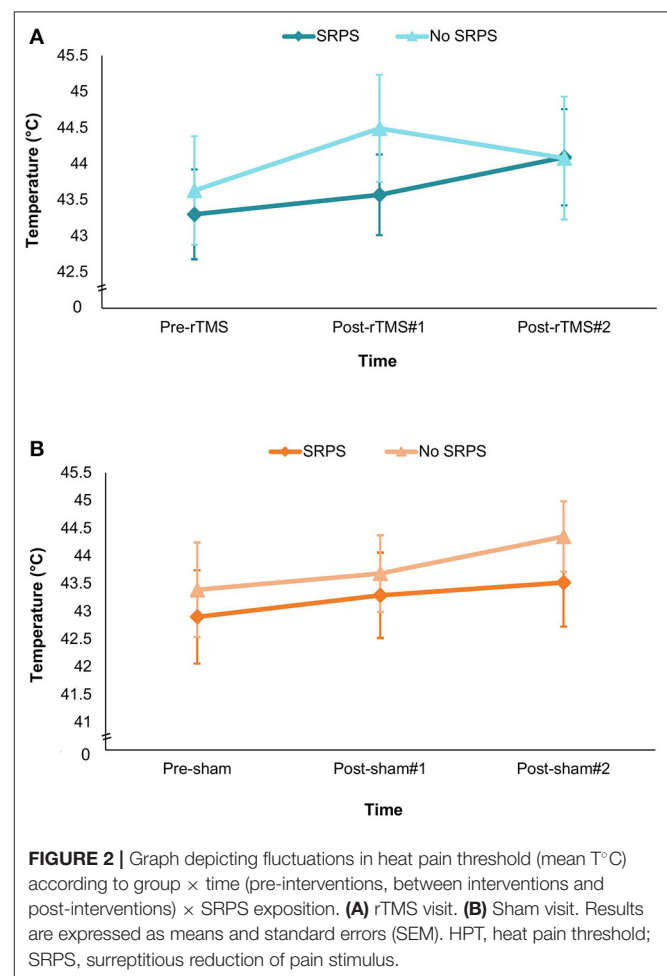 A
SRPS No SRPS
45.5
45
44.5
44
43.5
43
42.5
0
Temperature (°C)
Pre-rTMS Post-rTMS#1 Post-rTMS#2
Time
B
SRPS No SRPS
45.5
45
44.5
44
43.5
43
42.5
42
41.5
41
0
Temperature (°C)
Pre-sham Post-sham#1 Post-sham#2
Time
FIGURE 2 | Graph depicting fluctuations in heat pain threshold (mean T°C)
according to group × time (pre-interventions, between interventions and
post-interventions) × SRPS exposition. (A) rTMS visit. (B) Sham visit. Results
are expressed as means and standard errors (SEM). HPT, heat pain threshold;
SRPS, surreptitious reduction of pain stimulus.